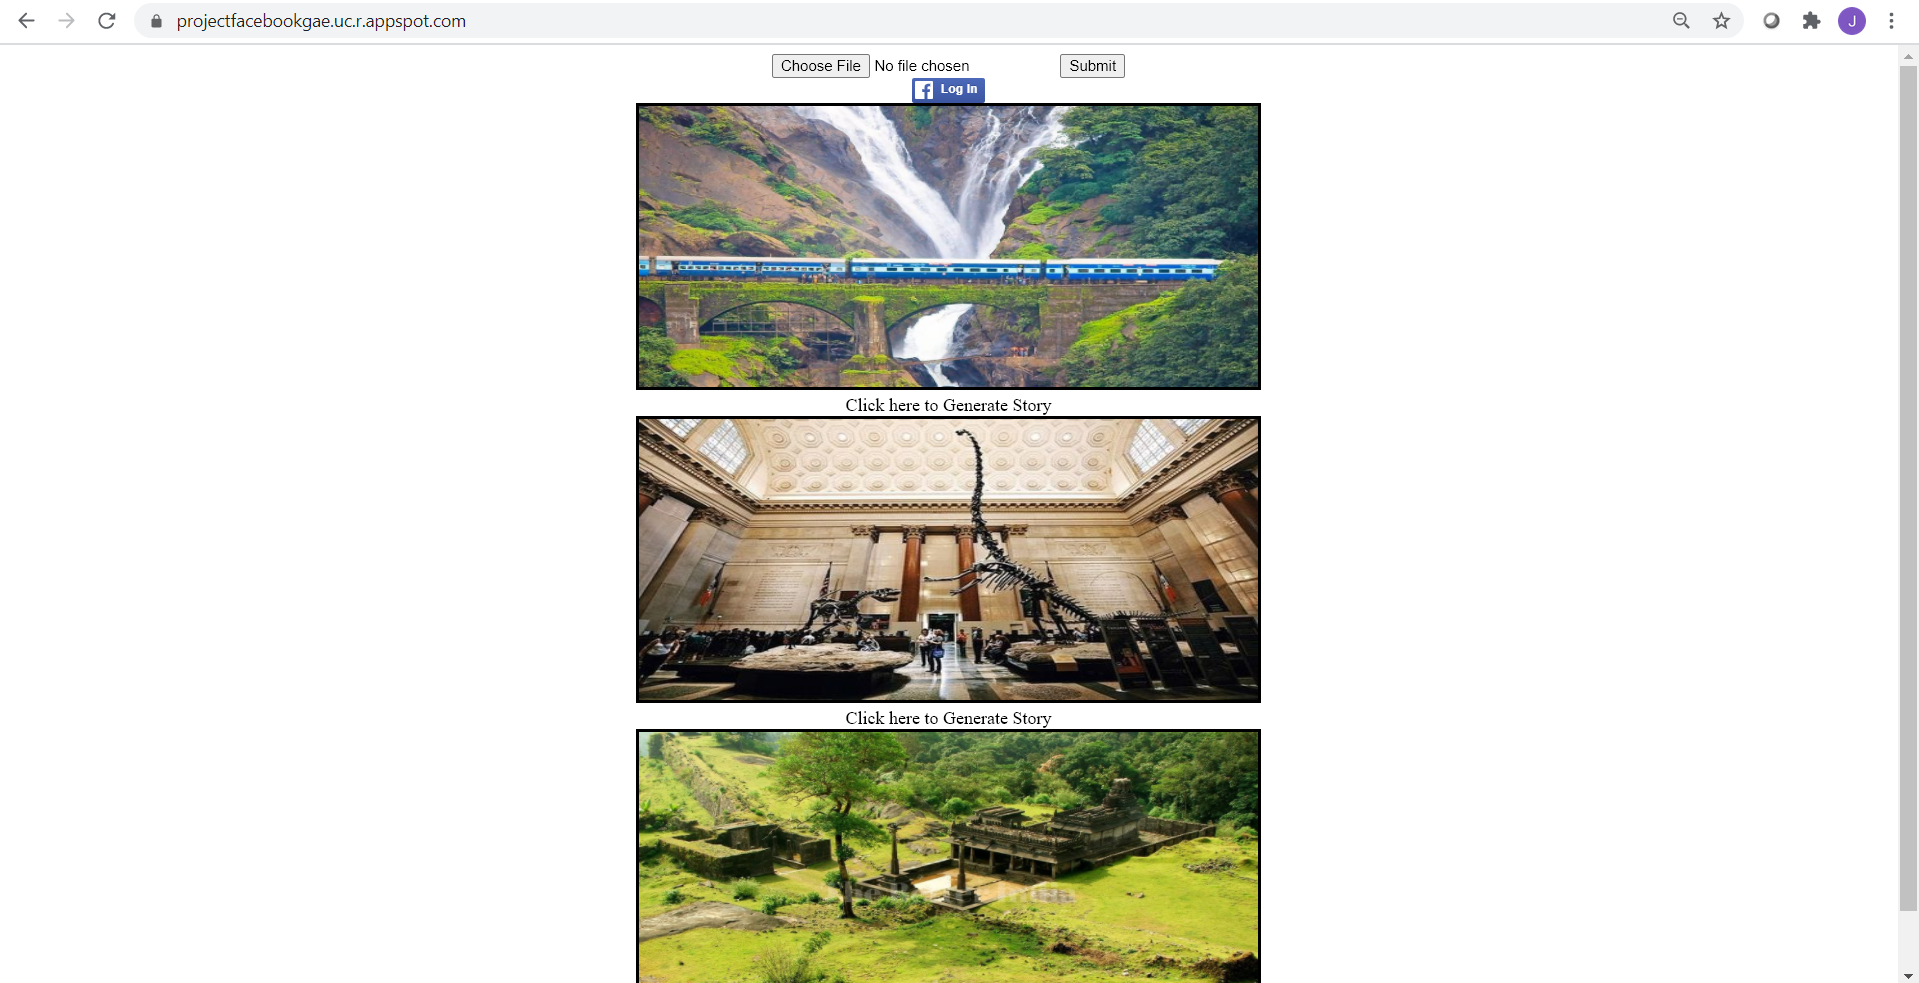 projectfacebookgae.uc.r.appspot.com
J
Choose File No file chosen Submit
Log In
Click here to Generate Story
Click here to Generate Story